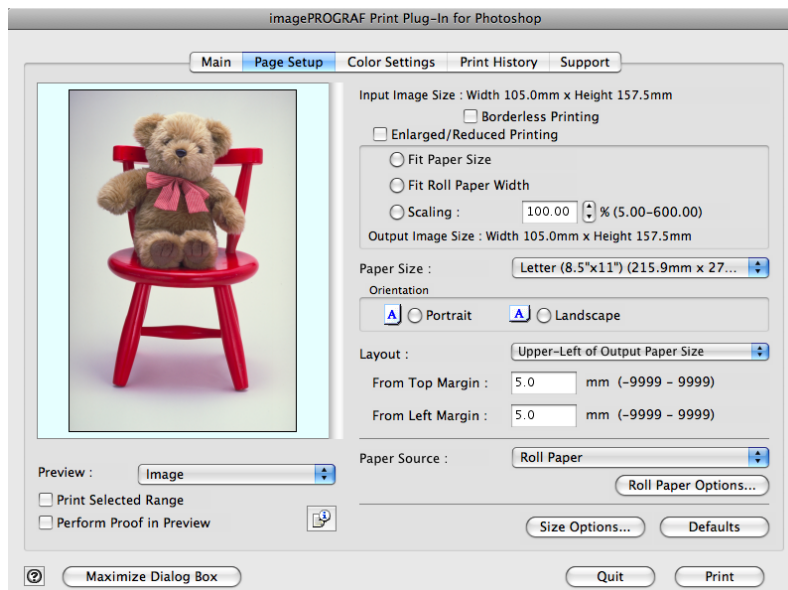 imagePROGRAF Print Plug-In for Photoshop
Main Page Setup Color Settings Print History Support
Input Image Size : Width 105.0mm x Height 157.5mm
Borderless Printing
Enlarged/Reduced Printing
Fit Paper Size
Fit Roll Paper Width
Scaling : 100.00 % (5.00-600.00)
Output Image Size : Width 105.0mm x Height 157.5mm
Paper Size : Letter (8.5"x11") (215.9mm x 27...
Orientation
A Portrait A Landscape
Layout : Upper-Left of Output Paper Size
From Top Margin : 5.0 mm (-9999 - 9999)
From Left Margin : 5.0 mm (-9999 - 9999)
Paper Source : Roll Paper
Roll Paper Options...
Preview : Image
Print Selected Range
Perform Proof in Preview
Size Options... Defaults
? Maximize Dialog Box Quit Print